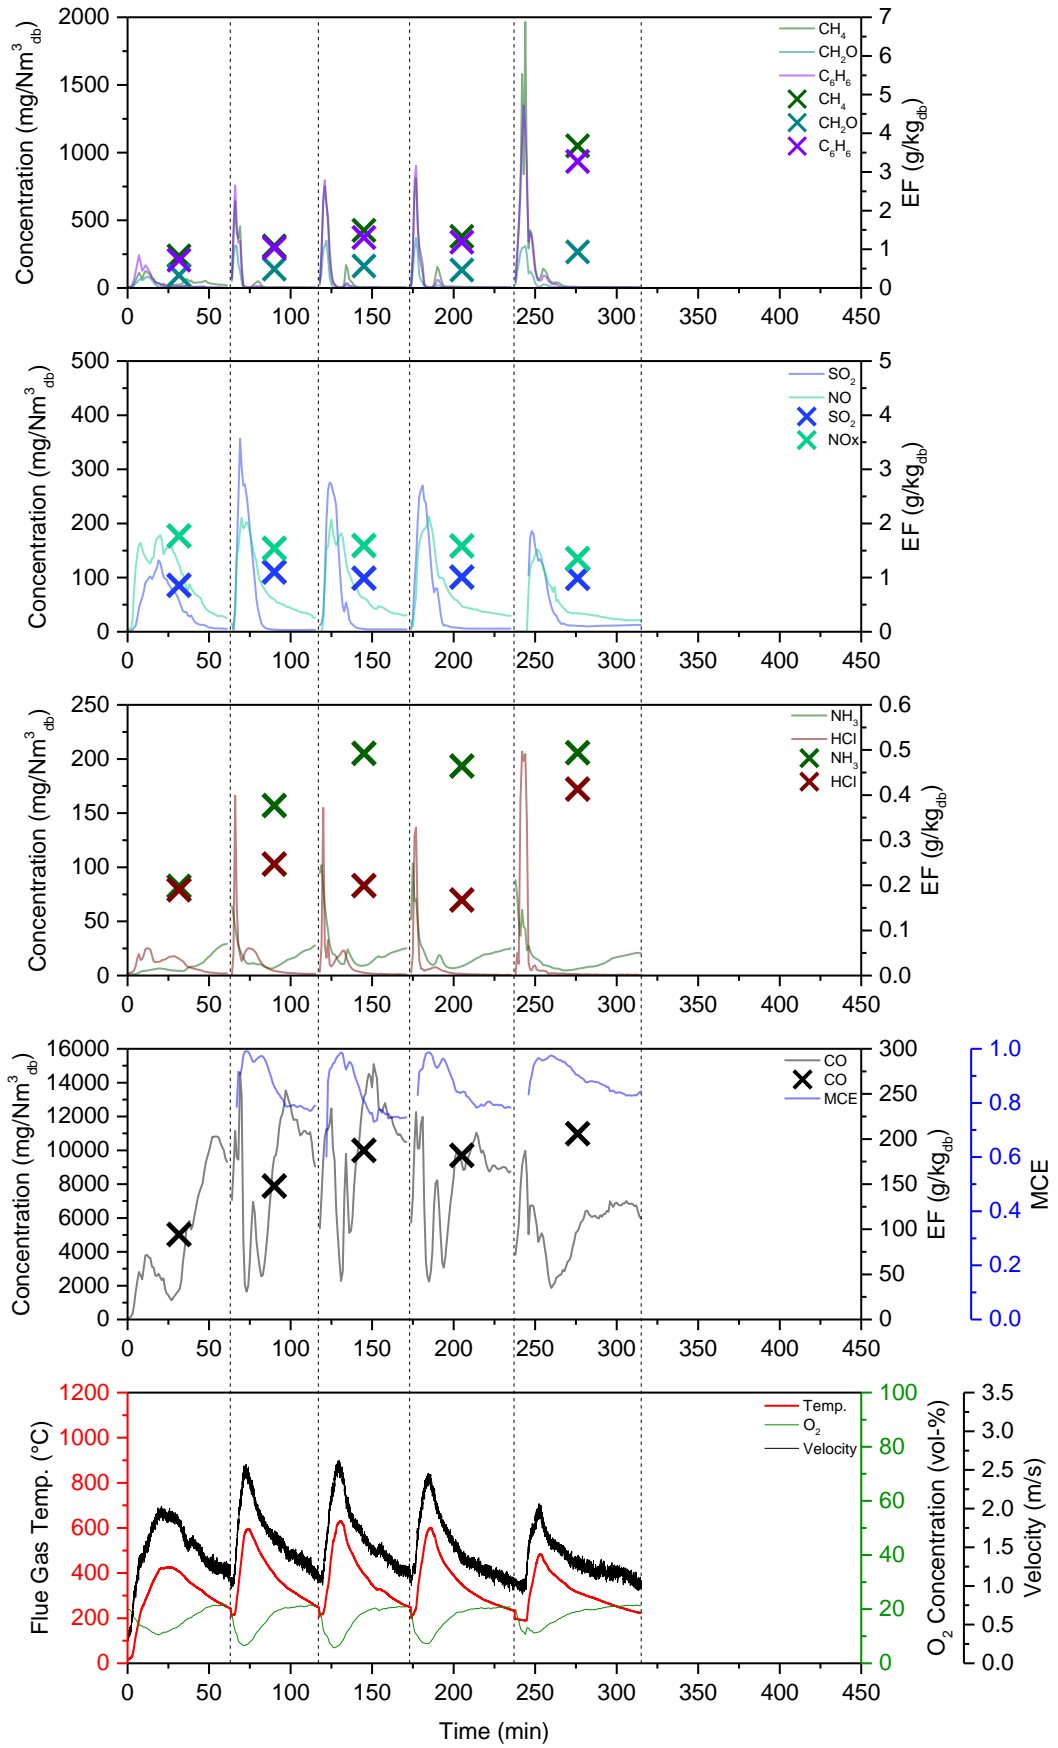 Concentration (mg/Nm³db)
2000
1500
1000
500
0
0 50 100 150 200 250 300 350 400 450
7
6
5
4
3
2
1
0
EF (g/kgdb)
CH₄
CH₂O
C₆H₆
CH₄
CH₂O
C₆H₆
Concentration (mg/Nm³db)
500
400
300
200
100
0
0 50 100 150 200 250 300 350 400 450
5
4
3
2
1
0
EF (g/kgdb)
SO₂
NO
SO₂
NOx
Concentration (mg/Nm³db)
250
200
150
100
50
0
0 50 100 150 200 250 300 350 400 450
0.6
0.5
0.4
0.3
0.2
0.1
0.0
EF (g/kgdb)
NH₃
HCl
NH₃
HCl
Concentration (mg/Nm³db)
16000
14000
12000
10000
8000
6000
4000
2000
0
0 50 100 150 200 250 300 350 400 450
300
250
200
150
100
50
0
EF (g/kgdb)
1.0
0.8
0.6
0.4
0.2
0.0
MCE
CO
CO
MCE
Flue Gas Temp. (°C)
1200
1000
800
600
400
200
0
0 50 100 150 200 250 300 350 400 450
Time (min)
100
80
60
40
20
0
O₂ Concentration (vol-%)
3.5
3.0
2.5
2.0
1.5
1.0
0.5
0.0
Velocity (m/s)
Temp.
O₂
Velocity